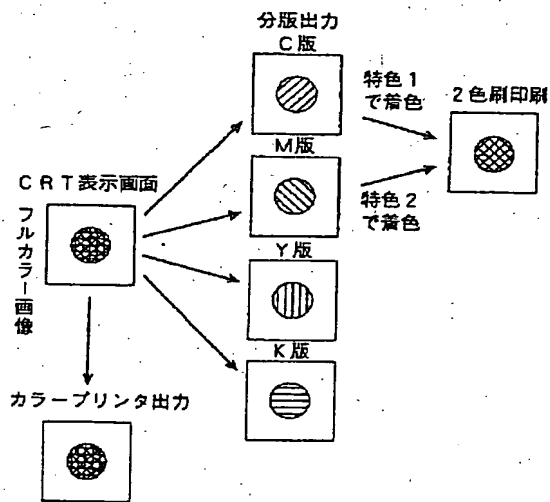 分版出力
C版
特色1
で着色
2色刷印刷
M版
CRT表示画面
特色2
で着色
フルカラー画像
Y版
K版
カラープリンタ出力